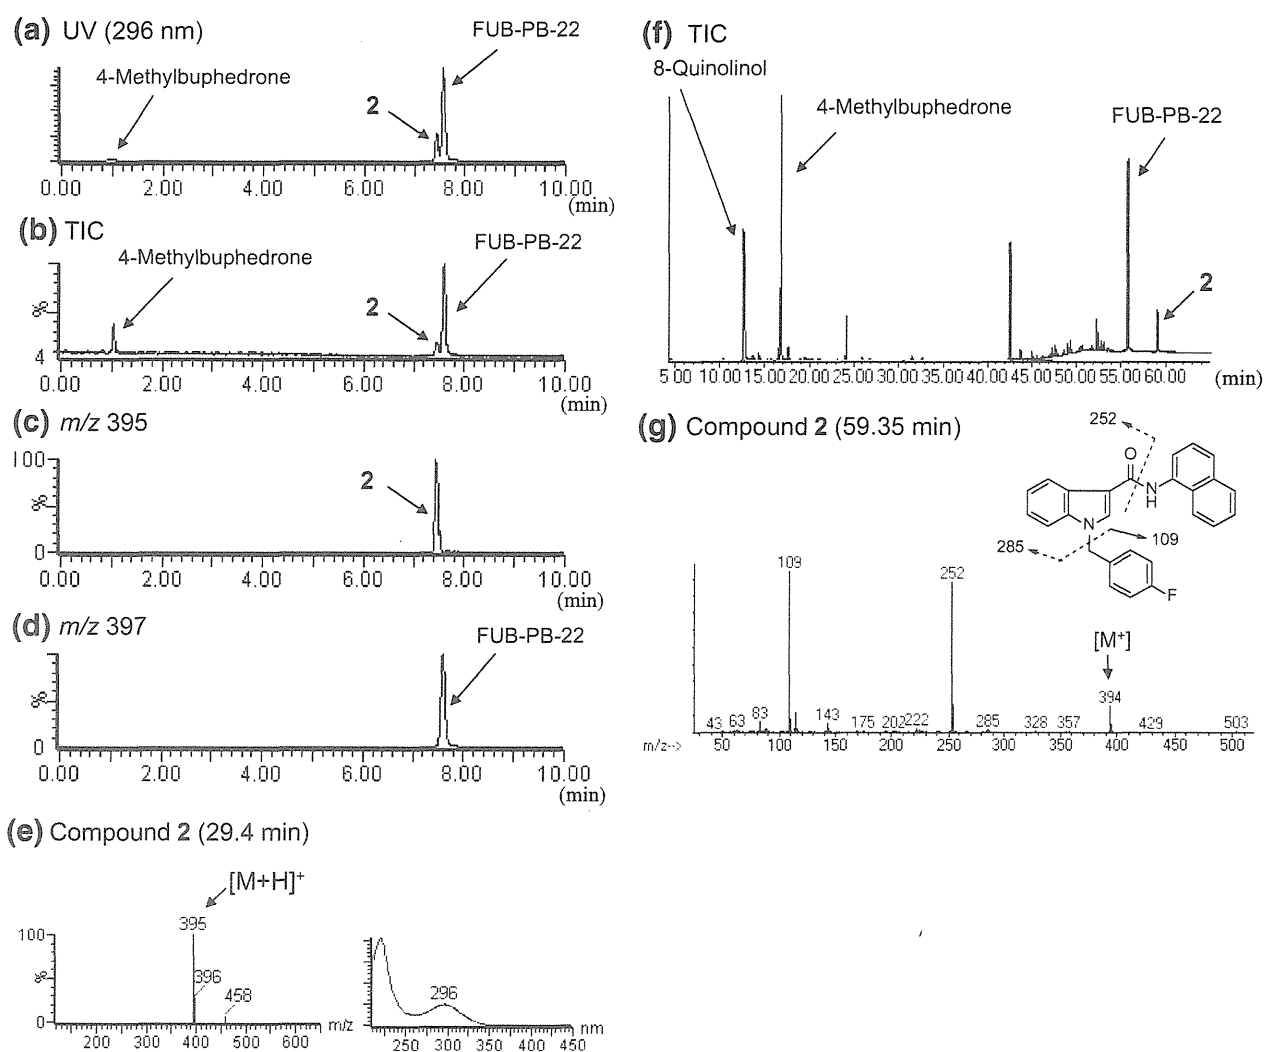 (a) UV (296 nm)
FUB-PB-22
4-Methylbuphedrone
2
0.00 2.00 4.00 6.00 8.00 10.00
(min)
(b) TIC
FUB-PB-22
4-Methylbuphedrone
2
%
4
0.00 2.00 4.00 6.00 8.00 10.00
(min)
(c) m/z 395
100
2
%
0
0.00 2.00 4.00 6.00 8.00 10.00
(min)
(d) m/z 397
FUB-PB-22
%
0
0.00 2.00 4.00 6.00 8.00 10.00
(min)
(e) Compound 2 (29.4 min)
[M+H]+
395
100
396
%
458
0
m/z
200 300 400 500 600
296
nm
250 300 350 400 450
(f) TIC
8-Quinolinol
4-Methylbuphedrone
FUB-PB-22
2
5 00 10.00 15.00 20.00 25.00 30.00 35.00 40.00 45.00 50.00 55.00 60.00
(min)
(g) Compound 2 (59.35 min)
252
O
N
H
N
285
109
F
109
252
[M+]
394
43 63 83 143 175 202 222 285 328 357 429 503
m/z-->
50 100 150 200 250 300 350 400 450 500